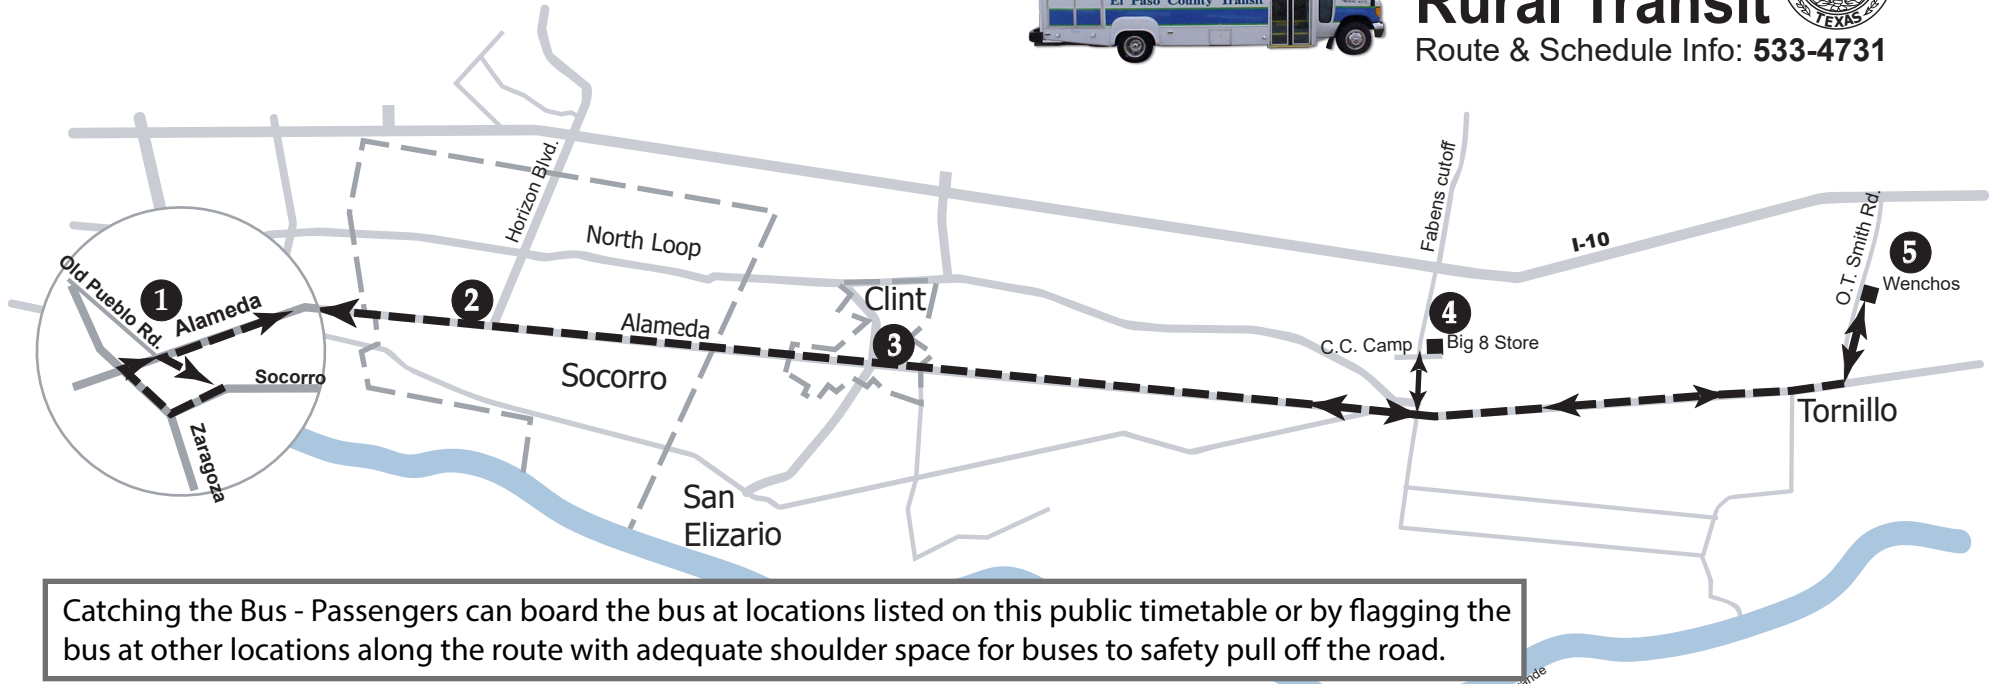 El Paso County Transit
Rural Transit
TEXAS
Route & Schedule Info: 533-4731
Horizon Blvd.
North Loop
Fabens cutoff
I-10
O.T. Smith Rd.
5
Wenchos
Old Pueblo Rd.
1
Alameda
2
Alameda
Clint
3
4
C.C. Camp
Big 8 Store
Socorro
Socorro
Zaragoza
Tornillo
San
Elizario
Catching the Bus - Passengers can board the bus at locations listed on this public timetable or by flagging the
bus at other locations along the route with adequate shoulder space for buses to safety pull off the road.